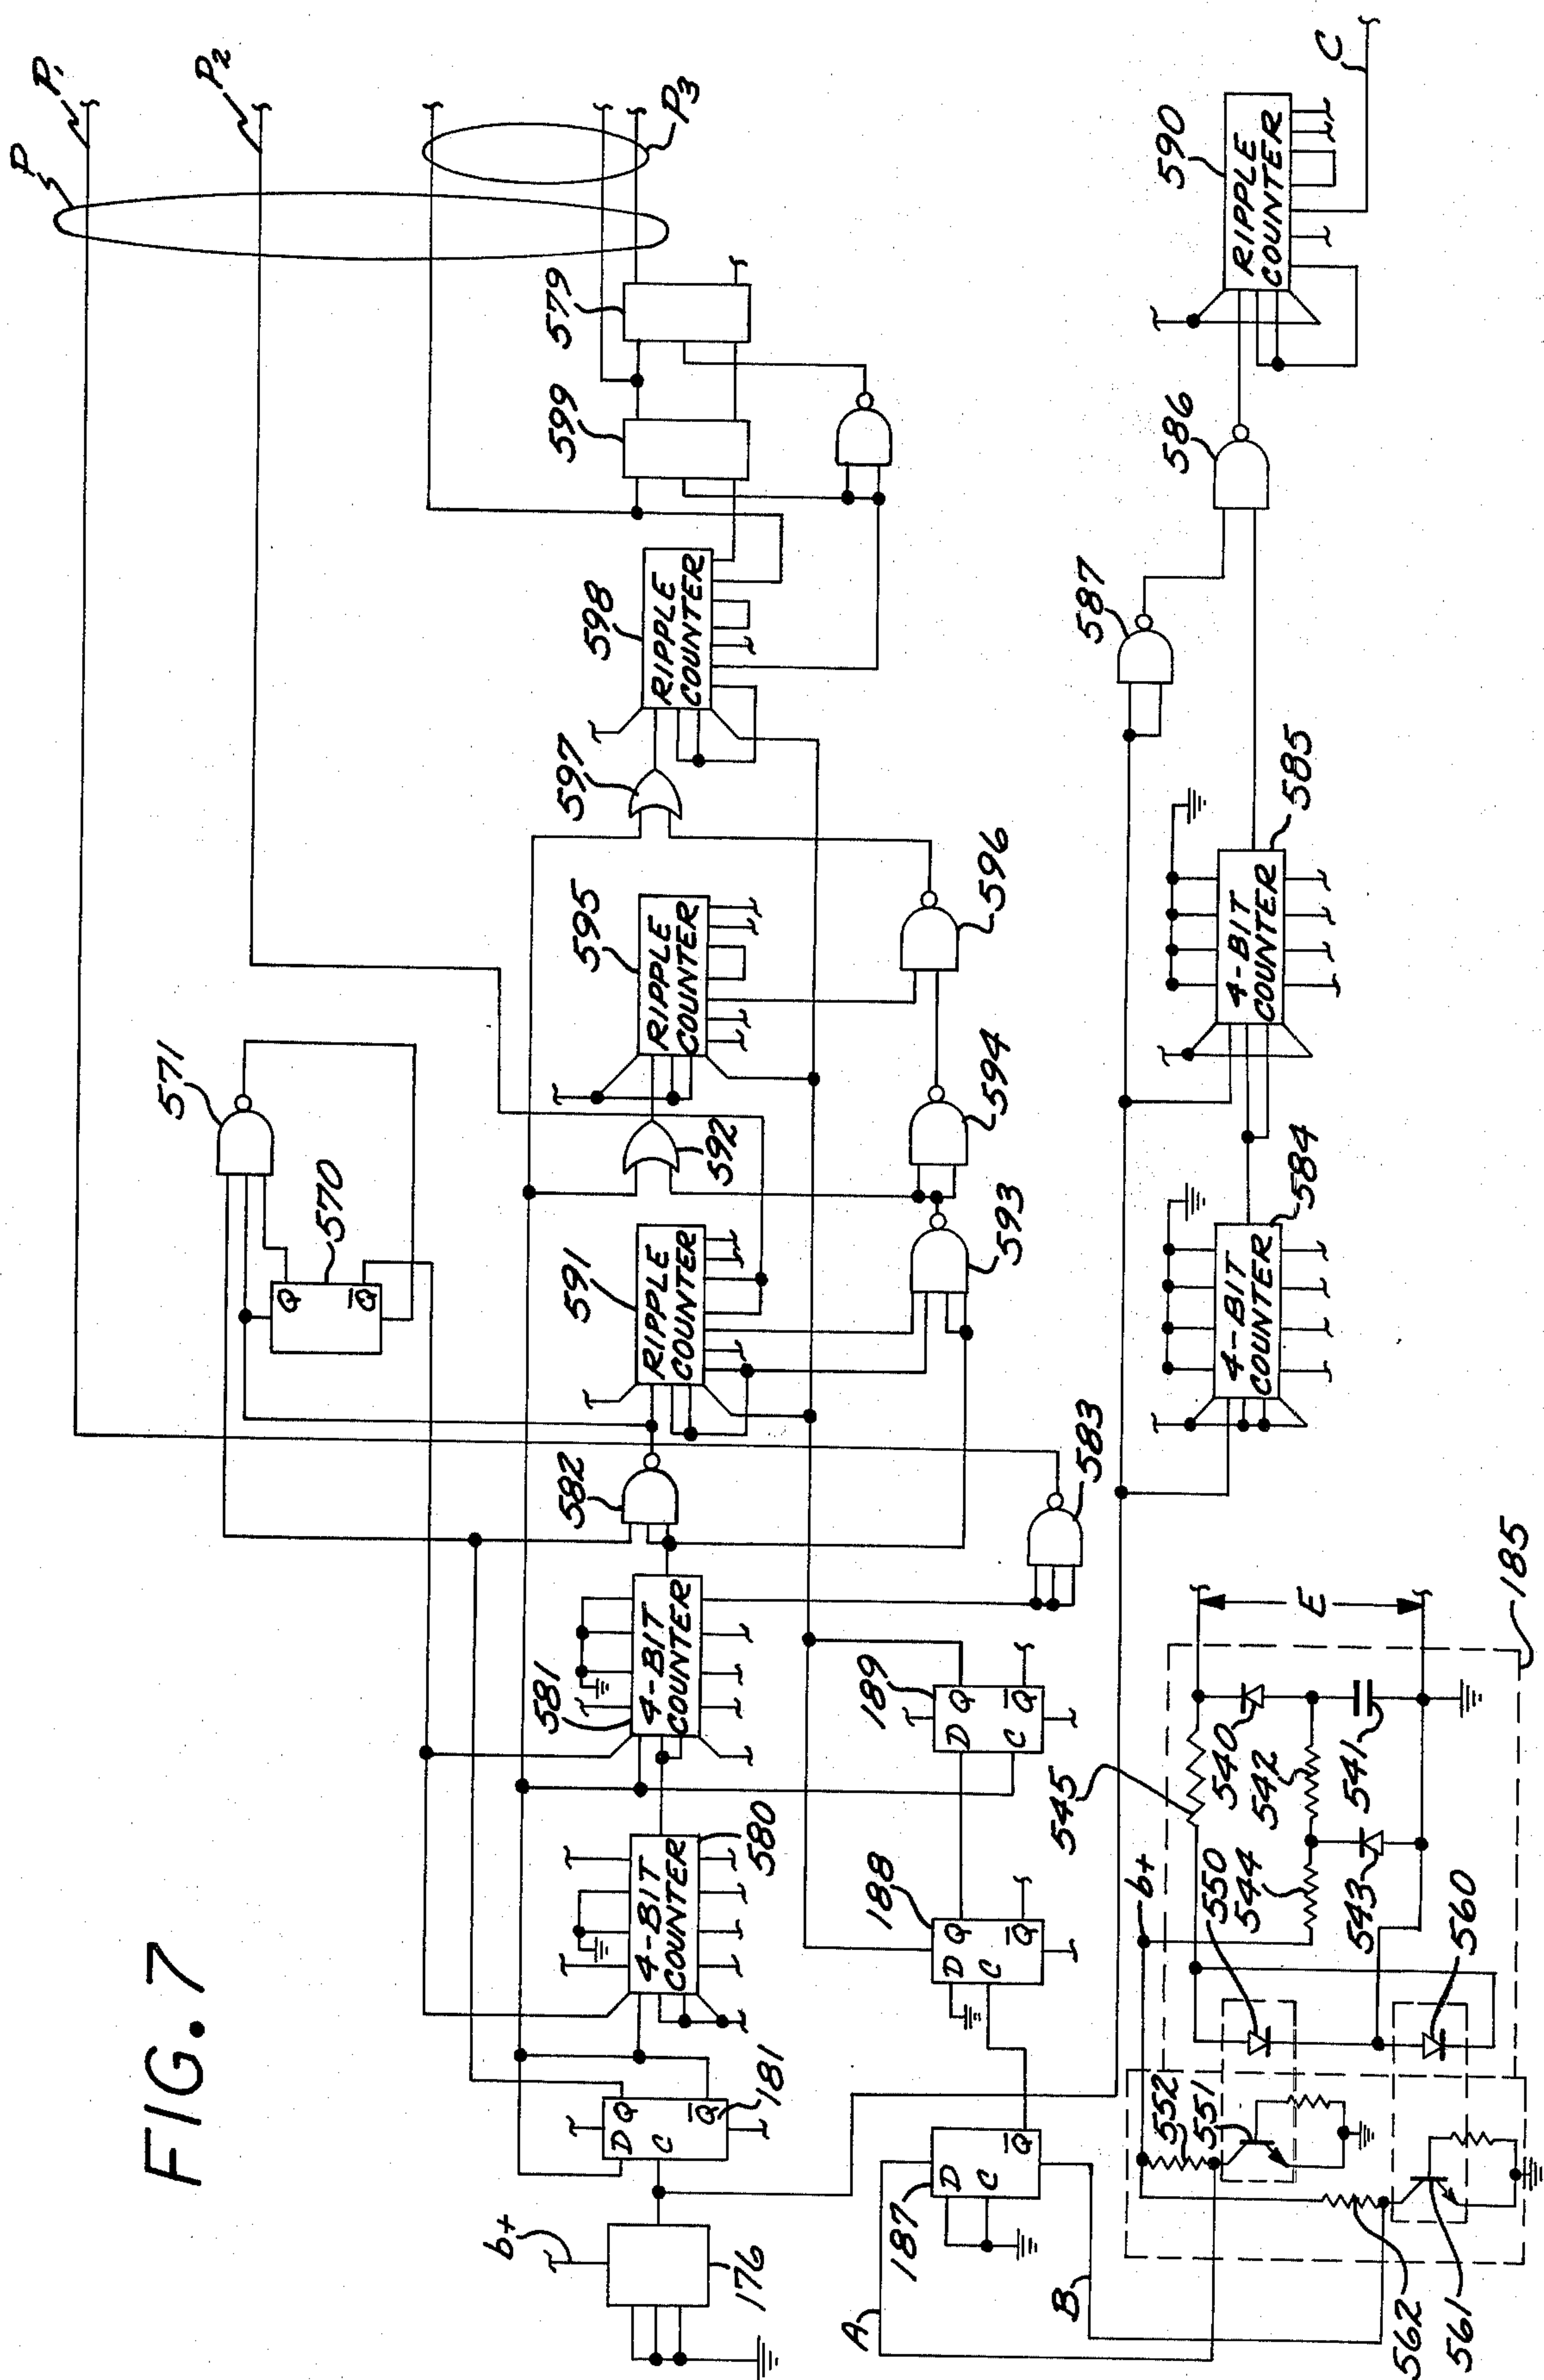 FIG. 7
P
P1
P2
P3
571
570
Q
Q̅
579
599
598
RIPPLE
COUNTER
597
595
RIPPLE
COUNTER
596
592
594
591
RIPPLE
COUNTER
593
582
583
581
4-BIT
COUNTER
580
4-BIT
COUNTER
181
D Q
C Q̅
b+
176
189
D Q
C Q̅
188
D Q
C Q̅
187
D
C Q̅
A
B
590
RIPPLE
COUNTER
C
586
587
585
4-BIT
COUNTER
584
4-BIT
COUNTER
185
E
545
540
542
541
b+
550
544
543
560
552
551
562
561